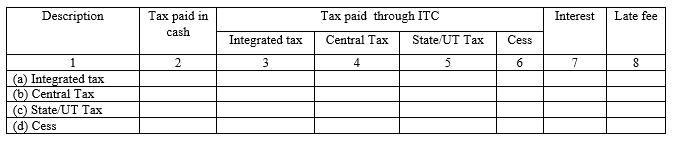 Description Tax paid in cash Tax paid through ITC Interest Late fee
Integrated tax Central Tax State/UT Tax Cess
1 2 3 4 5 6 7 8
(a) Integrated tax
(b) Central Tax
(c) State/UT Tax
(d) Cess